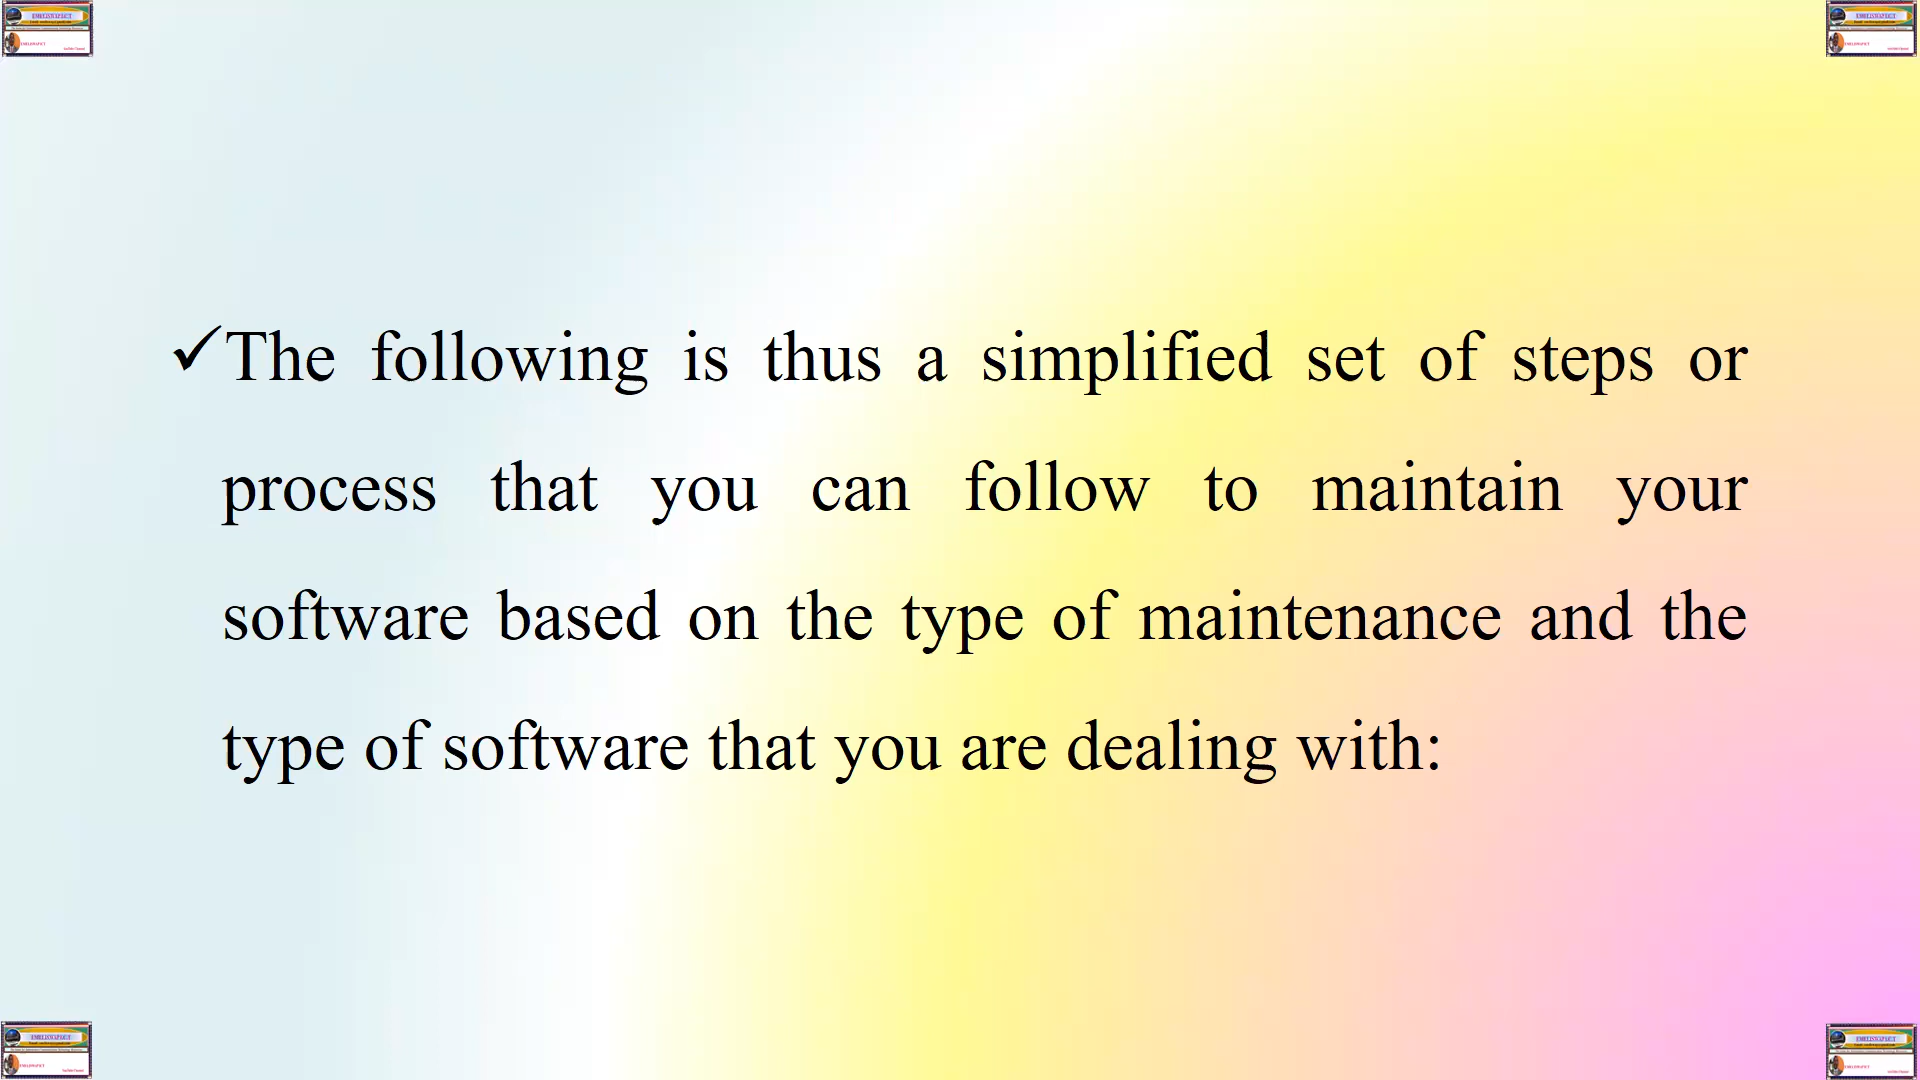 ✓The following is thus a simplified set of steps or
process that you can follow to maintain your
software based on the type of maintenance and the
type of software that you are dealing with: